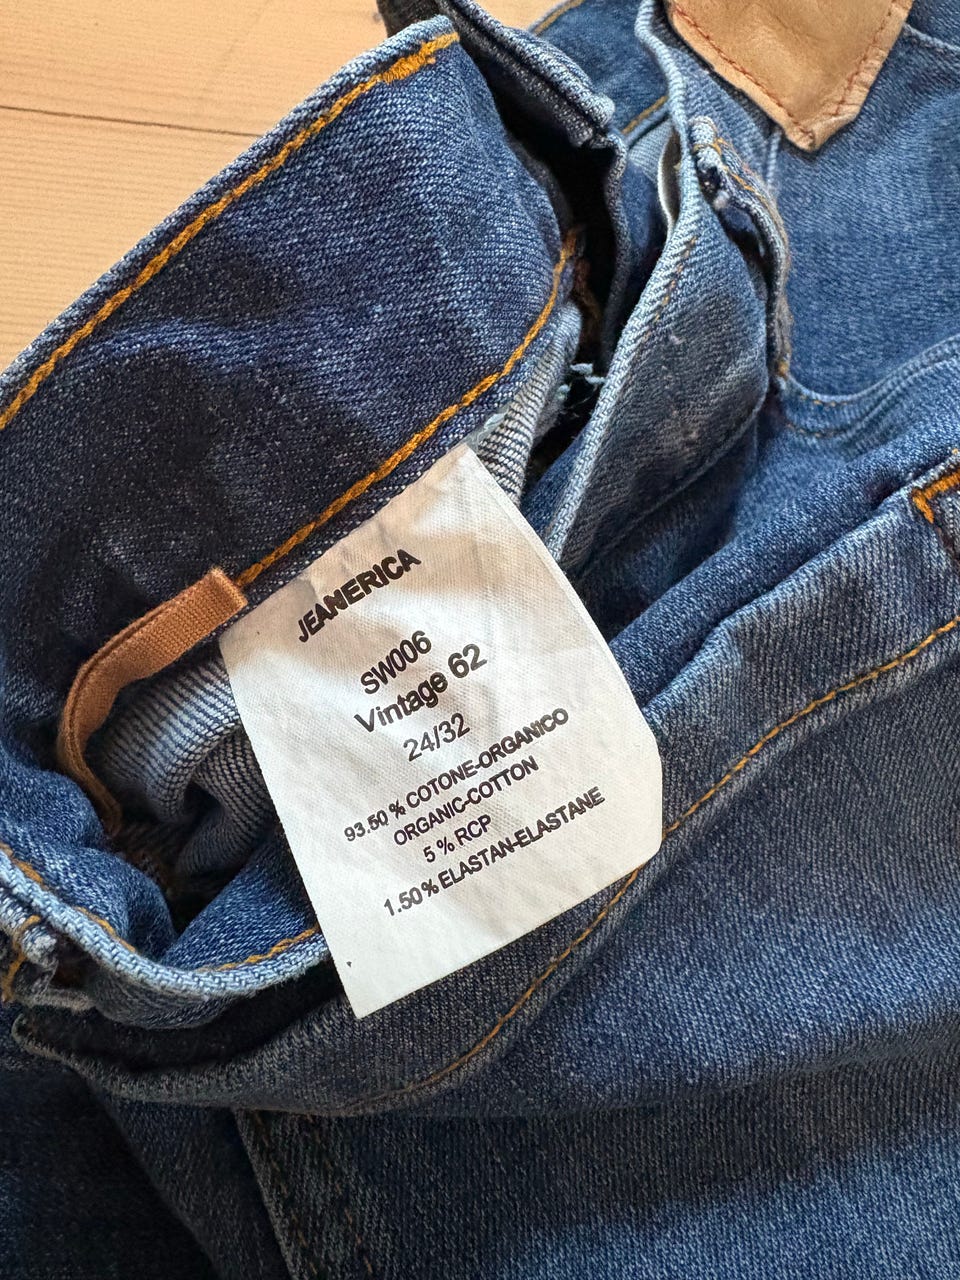 JEANERICA
SW006
Vintage 62
24/32
93.50 % COTONE-ORGANICO
ORGANIC-COTTON
5 % RCP
1.50 % ELASTAN-ELASTANE